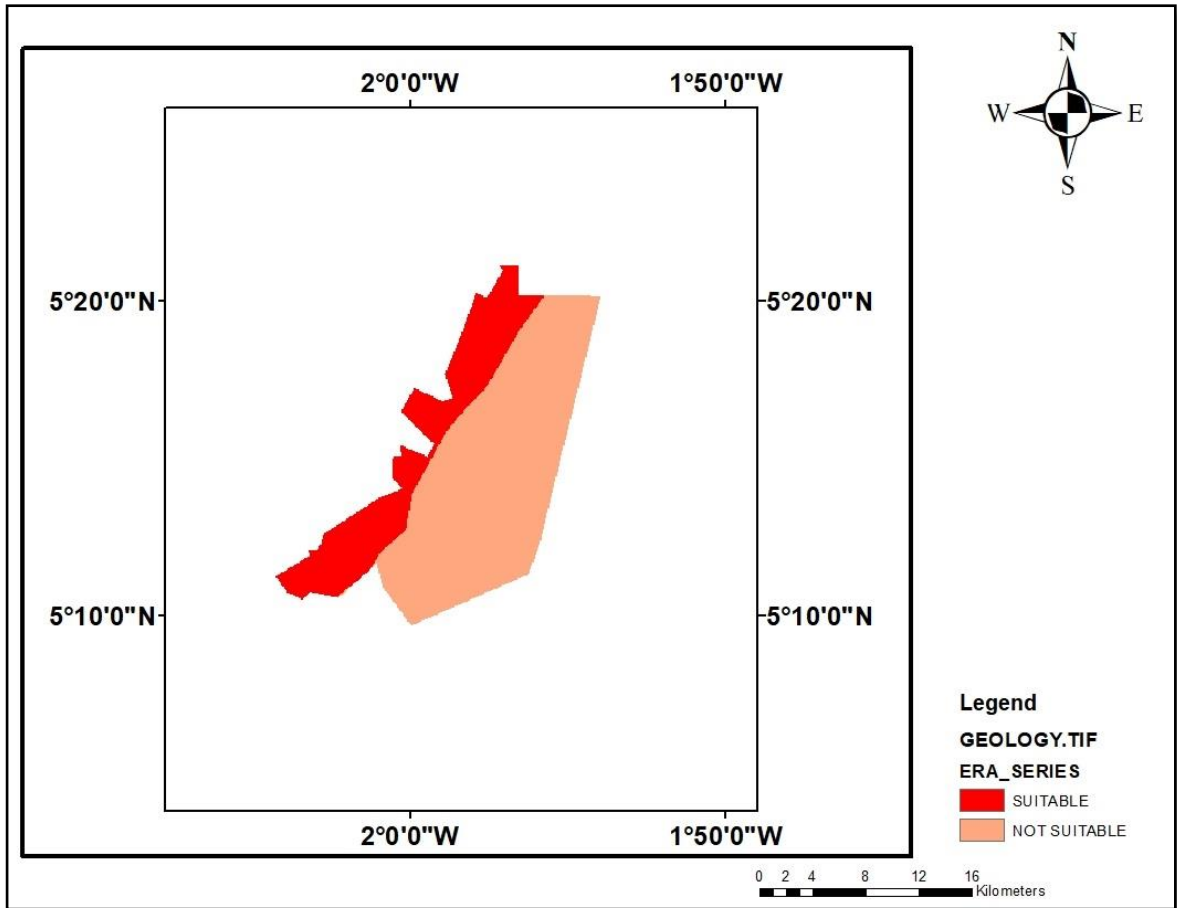 N
W E
S
2°0'0"W 1°50'0"W
5°20'0"N 5°20'0"N
5°10'0"N 5°10'0"N
2°0'0"W 1°50'0"W
Legend
GEOLOGY.TIF
ERA_SERIES
SUITABLE
NOT SUITABLE
0 2 4 8 12 16
Kilometers